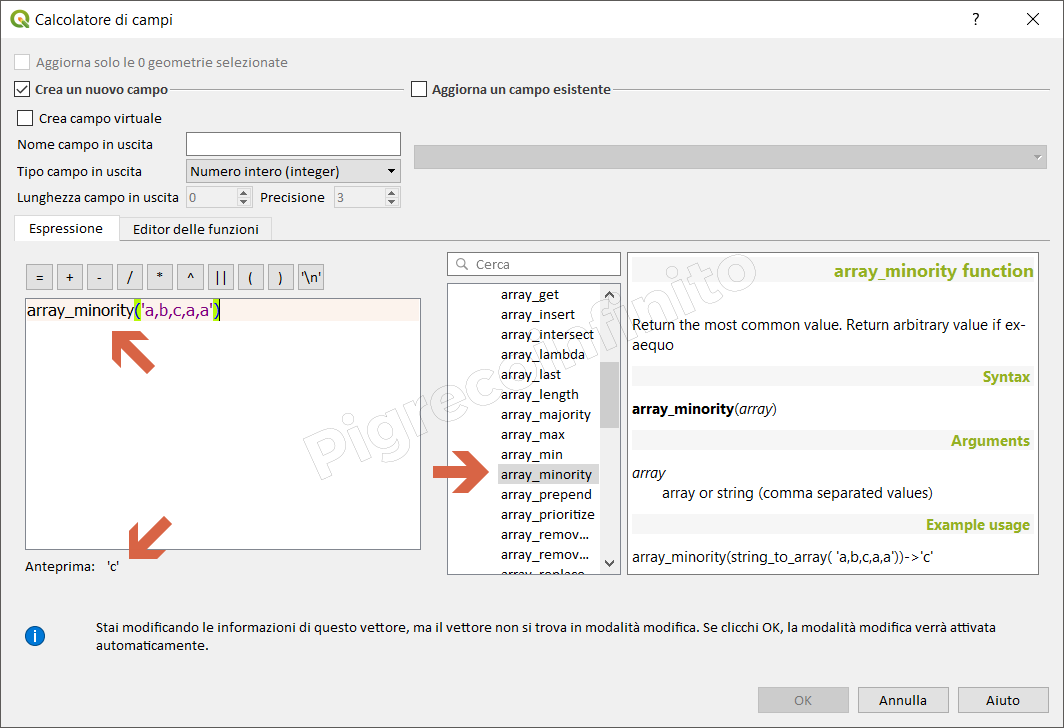 Calcolatore di campi
?
Aggiorna solo le 0 geometrie selezionate
Crea un nuovo campo
Aggiorna un campo esistente
Crea campo virtuale
Nome campo in uscita
Tipo campo in uscita
Numero intero (integer)
Lunghezza campo in uscita
0
Precisione
3
Espressione
Editor delle funzioni
=
+
-
/
*
^
||
(
)
'\n'
array_minority('a,b,c,a,a')
Anteprima: 'c'
Cerca
array_get
array_insert
array_intersect
array_lambda
array_last
array_length
array_majority
array_max
array_min
array_minority
array_prepend
array_prioritize
array_remov...
array_remov...
array_replace
array_minority function
Return the most common value. Return arbitrary value if ex-
aequo
Syntax
array_minority(array)
Arguments
array
array or string (comma separated values)
Example usage
array_minority(string_to_array( 'a,b,c,a,a'))->'c'
Pigrecoinfinito
i
Stai modificando le informazioni di questo vettore, ma il vettore non si trova in modalità modifica. Se clicchi OK, la modalità modifica verrà attivata
automaticamente.
OK
Annulla
Aiuto